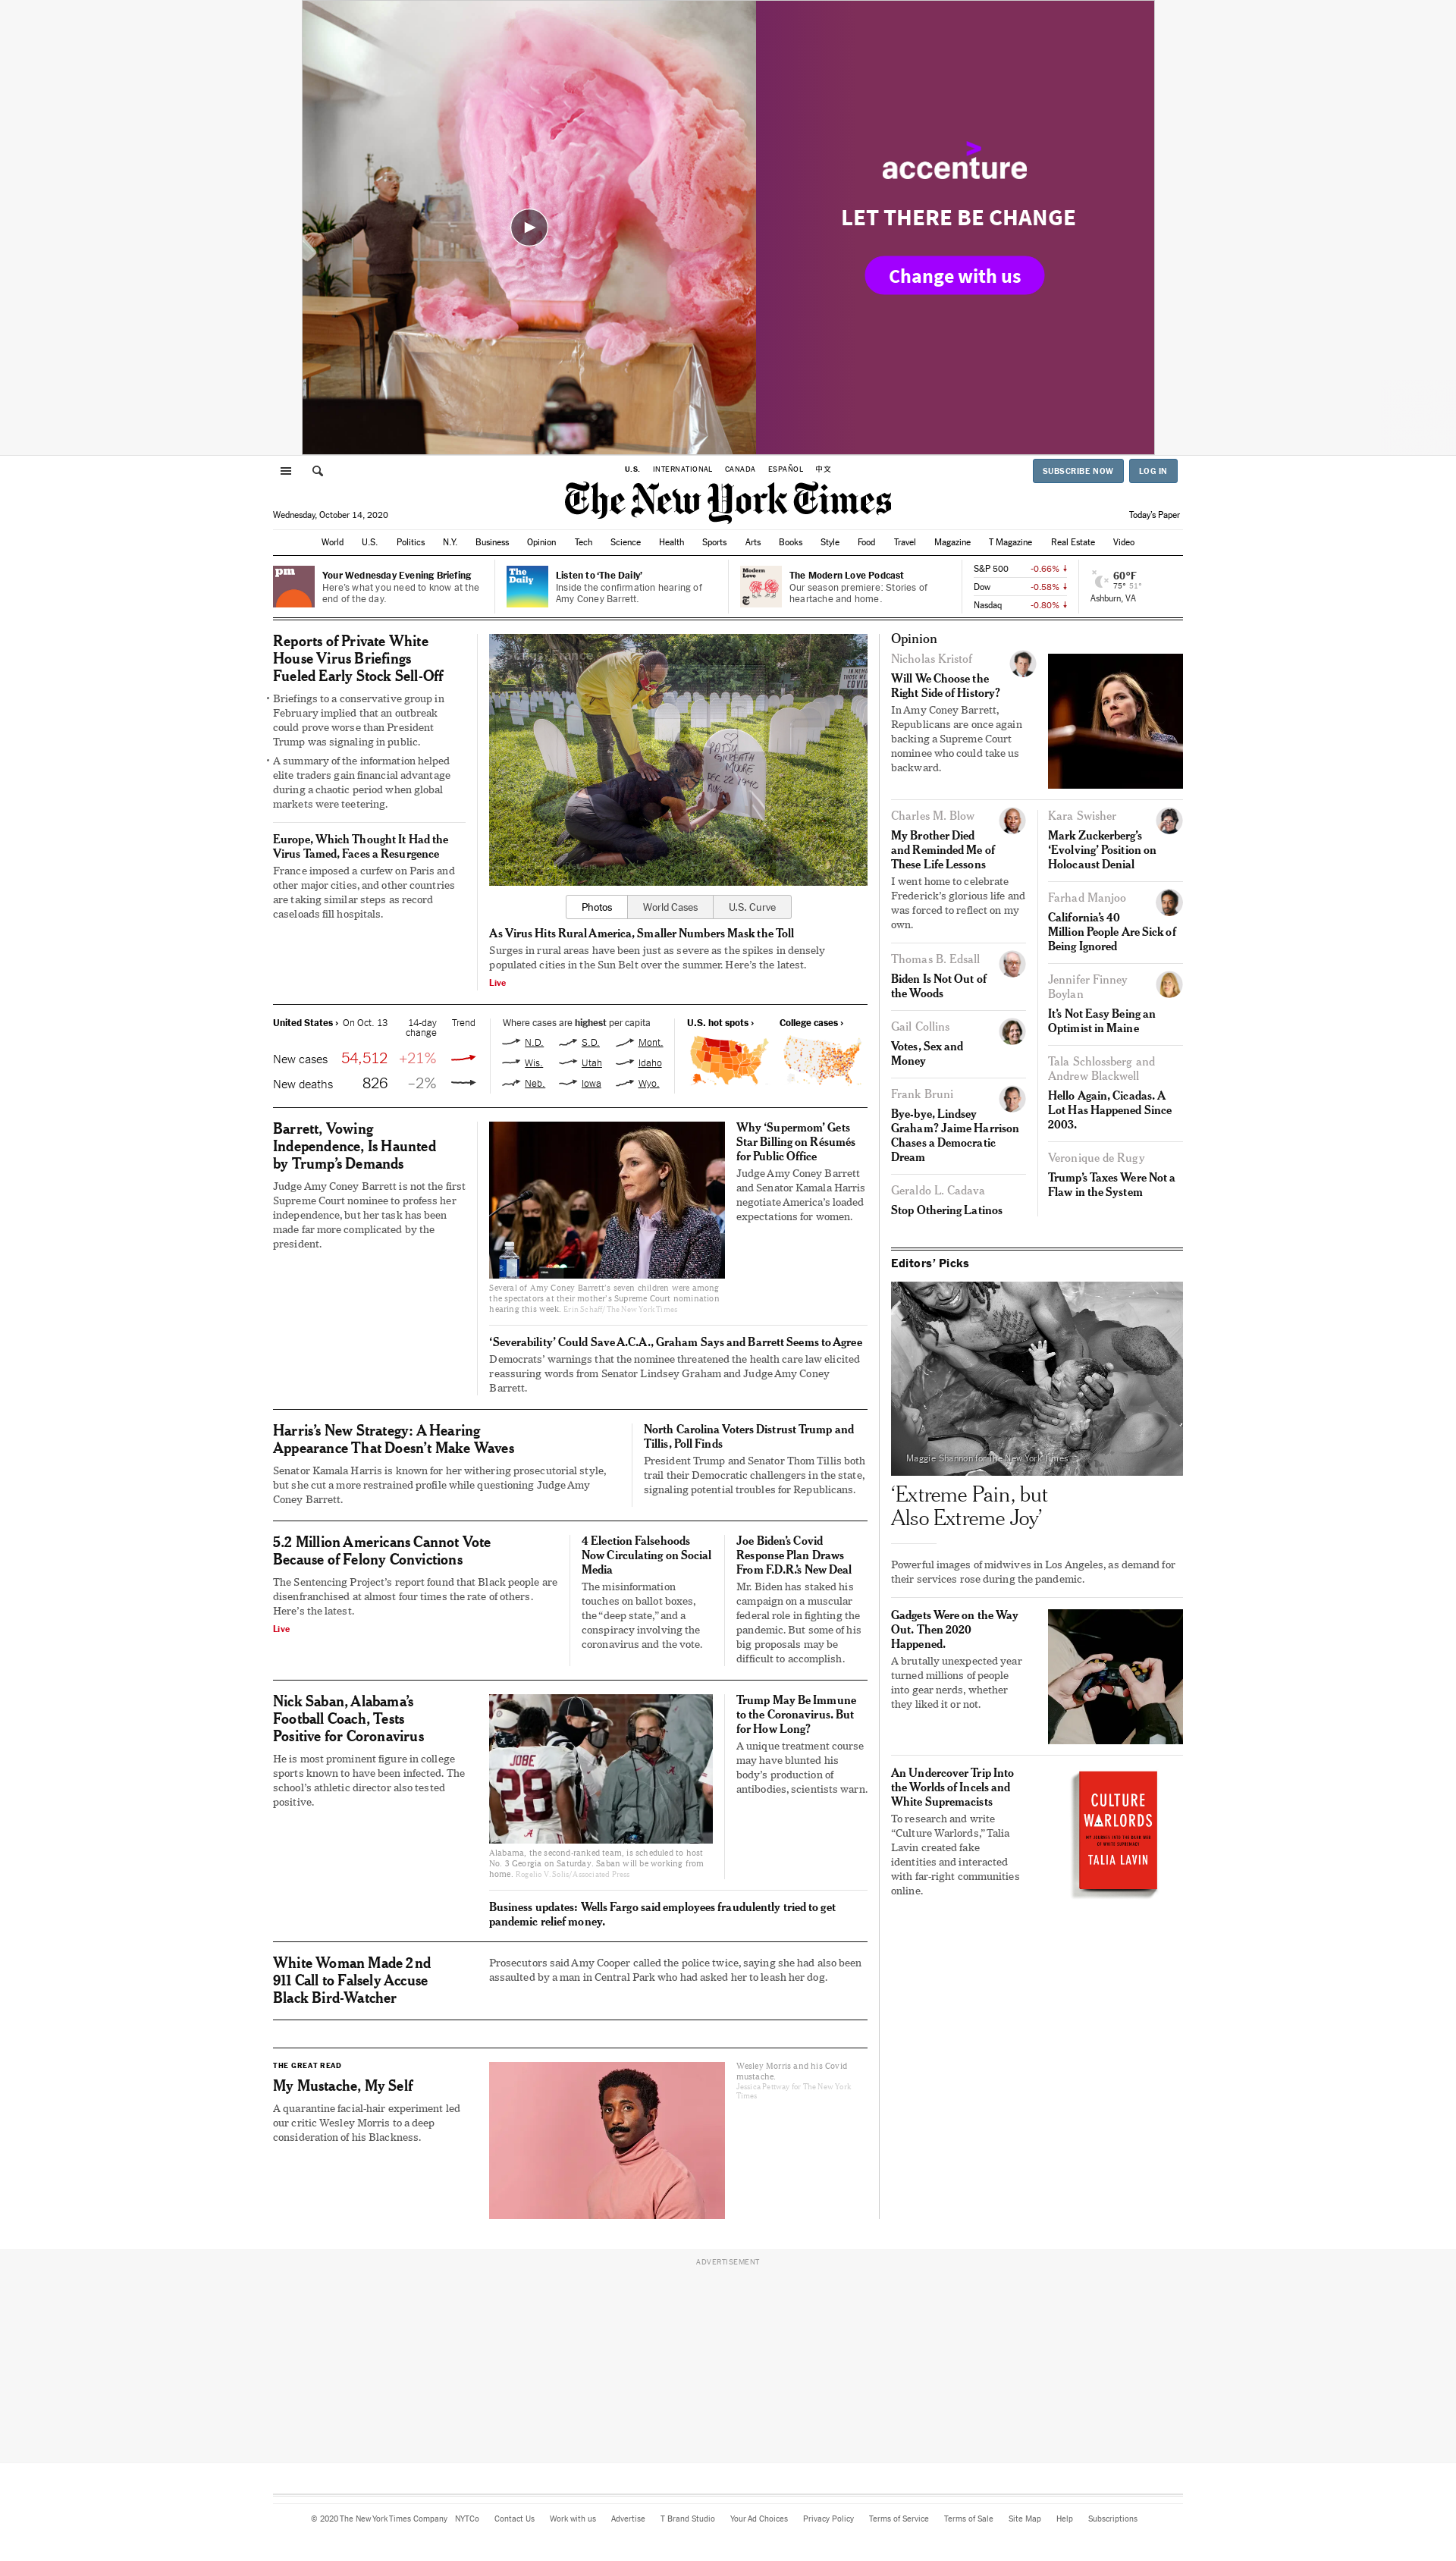 accenture
LET THERE BE CHANGE
Change with us
U.S. INTERNATIONAL CANADA ESPAÑOL 中文
SUBSCRIBE NOW
LOG IN
The New York Times
Wednesday, October 14, 2020
Today's Paper
World U.S. Politics N.Y. Business Opinion Tech Science Health Sports Arts Books Style Food Travel Magazine T Magazine Real Estate Video
pm
Your Wednesday Evening Briefing
Here's what you need to know at the
end of the day.
The
Daily
Listen to 'The Daily'
Inside the confirmation hearing of
Amy Coney Barrett.
Modern
Love
The Modern Love Podcast
Our season premiere: Stories of
heartache and home.
S&P 500 -0.66%
Dow -0.58%
Nasdaq -0.80%
60°F
75° 51°
Ashburn, VA
Reports of Private White
House Virus Briefings
Fueled Early Stock Sell-Off
Briefings to a conservative group in
February implied that an outbreak
could prove worse than President
Trump was signaling in public.
A summary of the information helped
elite traders gain financial advantage
during a chaotic period when global
markets were teetering.
Europe, Which Thought It Had the
Virus Tamed, Faces a Resurgence
France imposed a curfew on Paris and
other major cities, and other countries
are taking similar steps as record
caseloads fill hospitals.
Photos
World Cases
U.S. Curve
As Virus Hits Rural America, Smaller Numbers Mask the Toll
Surges in rural areas have been just as severe as the spikes in densely
populated cities in the Sun Belt over the summer. Here's the latest.
Live
United States › On Oct. 13 14-day
change Trend
New cases 54,512 +21%
New deaths 826 –2%
Where cases are highest per capita
N.D. S.D. Mont.
Wis. Utah Idaho
Neb. Iowa Wyo.
U.S. hot spots ›
College cases ›
Barrett, Vowing
Independence, Is Haunted
by Trump's Demands
Judge Amy Coney Barrett is not the first
Supreme Court nominee to profess her
independence, but her task has been
made far more complicated by the
president.
Several of Amy Coney Barrett's seven children were among
the spectators at their mother's Supreme Court nomination
hearing this week. Erin Schaff/The New York Times
Why 'Supermom' Gets
Star Billing on Résumés
for Public Office
Judge Amy Coney Barrett
and Senator Kamala Harris
negotiate America's loaded
expectations for women.
'Severability' Could Save A.C.A., Graham Says and Barrett Seems to Agree
Democrats' warnings that the nominee threatened the health care law elicited
reassuring words from Senator Lindsey Graham and Judge Amy Coney
Barrett.
Harris's New Strategy: A Hearing
Appearance That Doesn't Make Waves
Senator Kamala Harris is known for her withering prosecutorial style,
but she cut a more restrained profile while questioning Judge Amy
Coney Barrett.
North Carolina Voters Distrust Trump and
Tillis, Poll Finds
President Trump and Senator Thom Tillis both
trail their Democratic challengers in the state,
signaling potential troubles for Republicans.
5.2 Million Americans Cannot Vote
Because of Felony Convictions
The Sentencing Project's report found that Black people are
disenfranchised at almost four times the rate of others.
Here's the latest.
Live
4 Election Falsehoods
Now Circulating on Social
Media
The misinformation
touches on ballot boxes,
the "deep state," and a
conspiracy involving the
coronavirus and the vote.
Joe Biden's Covid
Response Plan Draws
From F.D.R.'s New Deal
Mr. Biden has staked his
campaign on a muscular
federal role in fighting the
pandemic. But some of his
big proposals may be
difficult to accomplish.
Nick Saban, Alabama's
Football Coach, Tests
Positive for Coronavirus
He is most prominent figure in college
sports known to have been infected. The
school's athletic director also tested
positive.
JOBE
28
Alabama, the second-ranked team, is scheduled to host
No. 3 Georgia on Saturday. Saban will be working from
home. Rogelio V. Solis/Associated Press
Trump May Be Immune
to the Coronavirus. But
for How Long?
A unique treatment course
may have blunted his
body's production of
antibodies, scientists warn.
Business updates: Wells Fargo said employees fraudulently tried to get
pandemic relief money.
White Woman Made 2nd
911 Call to Falsely Accuse
Black Bird-Watcher
Prosecutors said Amy Cooper called the police twice, saying she had also been
assaulted by a man in Central Park who had asked her to leash her dog.
THE GREAT READ
My Mustache, My Self
A quarantine facial-hair experiment led
our critic Wesley Morris to a deep
consideration of his Blackness.
Wesley Morris and his Covid
mustache.
Jessica Pettway for The New York
Times
Opinion
Nicholas Kristof
Will We Choose the
Right Side of History?
In Amy Coney Barrett,
Republicans are once again
backing a Supreme Court
nominee who could take us
backward.
Charles M. Blow
My Brother Died
and Reminded Me of
These Life Lessons
I went home to celebrate
Frederick's glorious life and
was forced to reflect on my
own.
Thomas B. Edsall
Biden Is Not Out of
the Woods
Gail Collins
Votes, Sex and
Money
Frank Bruni
Bye-bye, Lindsey
Graham? Jaime Harrison
Chases a Democratic
Dream
Geraldo L. Cadava
Stop Othering Latinos
Kara Swisher
Mark Zuckerberg's
'Evolving' Position on
Holocaust Denial
Farhad Manjoo
California's 40
Million People Are Sick of
Being Ignored
Jennifer Finney
Boylan
It's Not Easy Being an
Optimist in Maine
Tala Schlossberg and
Andrew Blackwell
Hello Again, Cicadas. A
Lot Has Happened Since
2003.
Veronique de Rugy
Trump's Taxes Were Not a
Flaw in the System
Editors' Picks
Maggie Shannon for The New York Times
'Extreme Pain, but
Also Extreme Joy'
Powerful images of midwives in Los Angeles, as demand for
their services rose during the pandemic.
Gadgets Were on the Way
Out. Then 2020
Happened.
A brutally unexpected year
turned millions of people
into gear nerds, whether
they liked it or not.
An Undercover Trip Into
the Worlds of Incels and
White Supremacists
To research and write
"Culture Warlords," Talia
Lavin created fake
identities and interacted
with far-right communities
online.
CULTURE
WARLORDS
TALIA LAVIN
ADVERTISEMENT
© 2020 The New York Times Company NYTCo Contact Us Work with us Advertise T Brand Studio Your Ad Choices Privacy Policy Terms of Service Terms of Sale Site Map Help Subscriptions